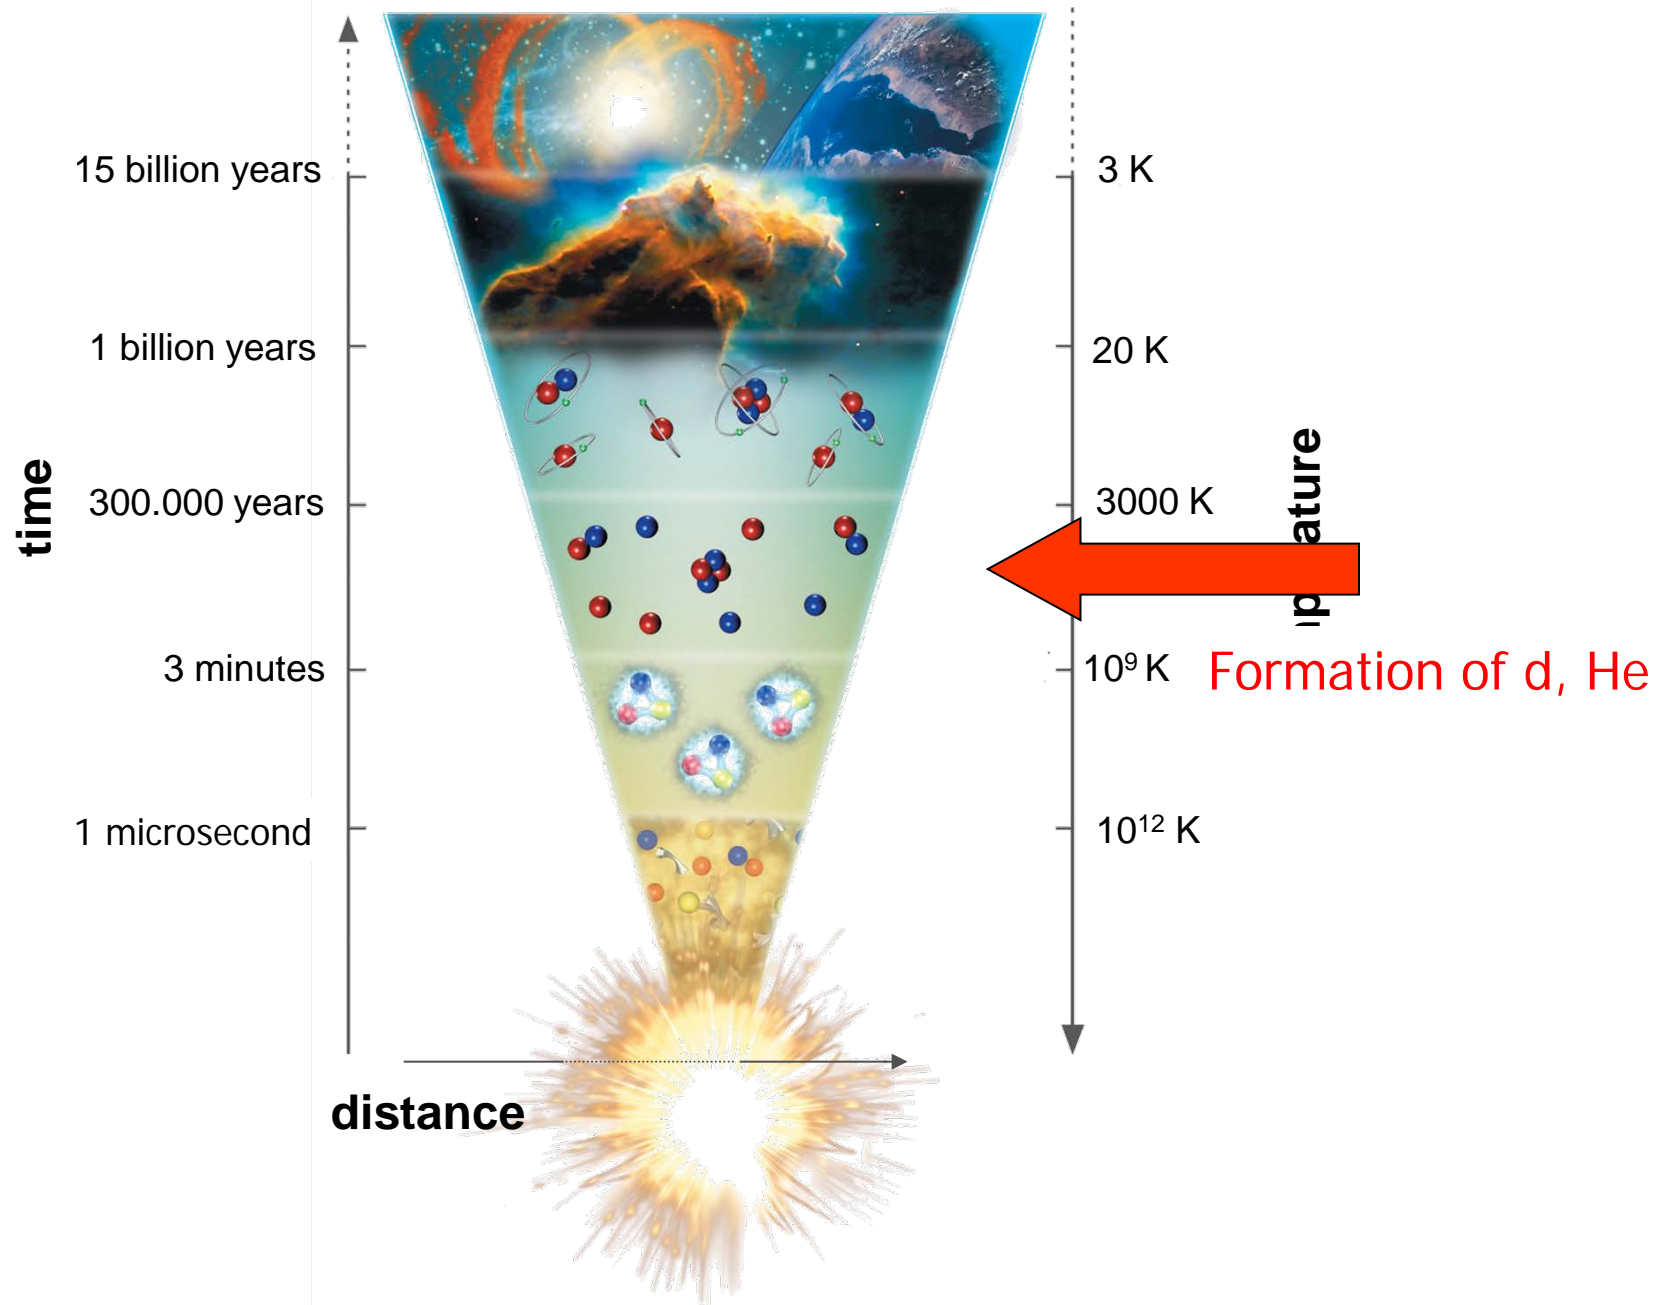 15 billion years
3 K
1 billion years
20 K
time
300.000 years
3000 K
3 minutes
10⁹ K
Formation of d, He
1 microsecond
10¹² K
distance